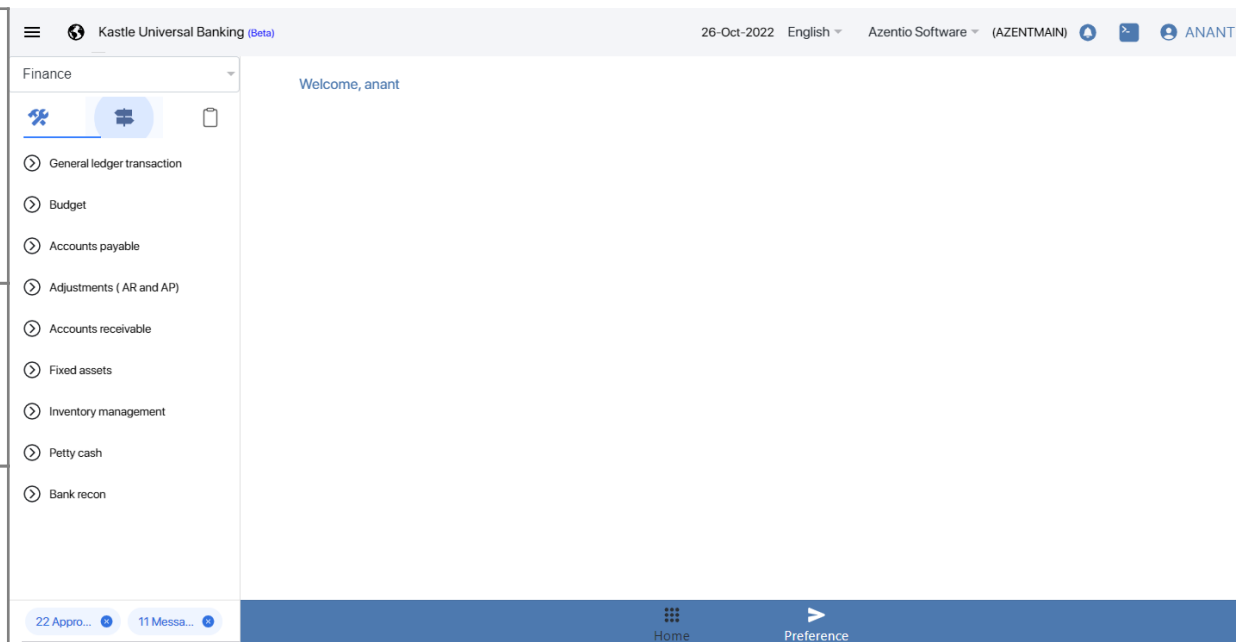 Kastle Universal Banking (Beta) 26-Oct-2022 English Azentio Software (AZENTMAIN) ANANT
Finance
Welcome, anant
General ledger transaction
Budget
Accounts payable
Adjustments ( AR and AP)
Accounts receivable
Fixed assets
Inventory management
Petty cash
Bank recon
22 Appro... 11 Messa...
Home Preference